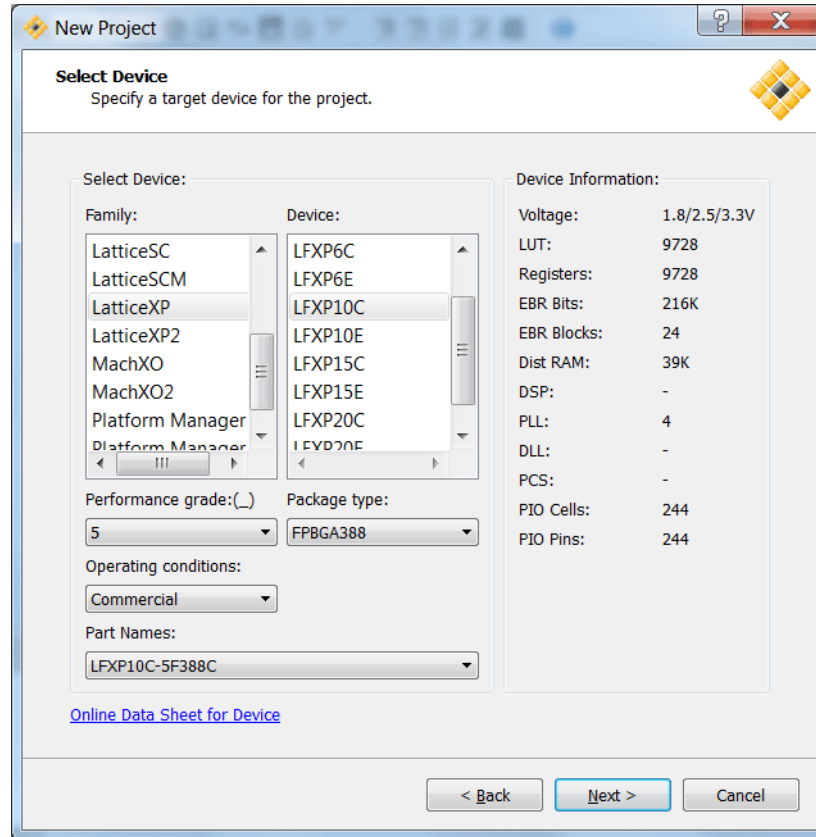 New Project
Select Device
Specify a target device for the project.
Select Device:
Family:
LatticeSC
LatticeSCM
LatticeXP
LatticeXP2
MachXO
MachXO2
Platform Manager
Platform Manager
Device:
LFXP6C
LFXP6E
LFXP10C
LFXP10E
LFXP15C
LFXP15E
LFXP20C
LFXP20E
Performance grade:(_)
5
Package type:
FPBGA388
Operating conditions:
Commercial
Part Names:
LFXP10C-5F388C
Device Information:
Voltage: 1.8/2.5/3.3V
LUT: 9728
Registers: 9728
EBR Bits: 216K
EBR Blocks: 24
Dist RAM: 39K
DSP: -
PLL: 4
DLL: -
PCS: -
PIO Cells: 244
PIO Pins: 244
Online Data Sheet for Device
< Back
Next >
Cancel